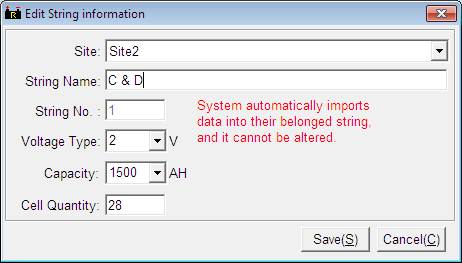 Edit String information
Site: Site2
String Name: C & D
String No. : 1
System automatically imports
data into their belonged string,
and it cannot be altered.
Voltage Type: 2 V
Capacity: 1500 AH
Cell Quantity: 28
Save(S) Cancel(C)